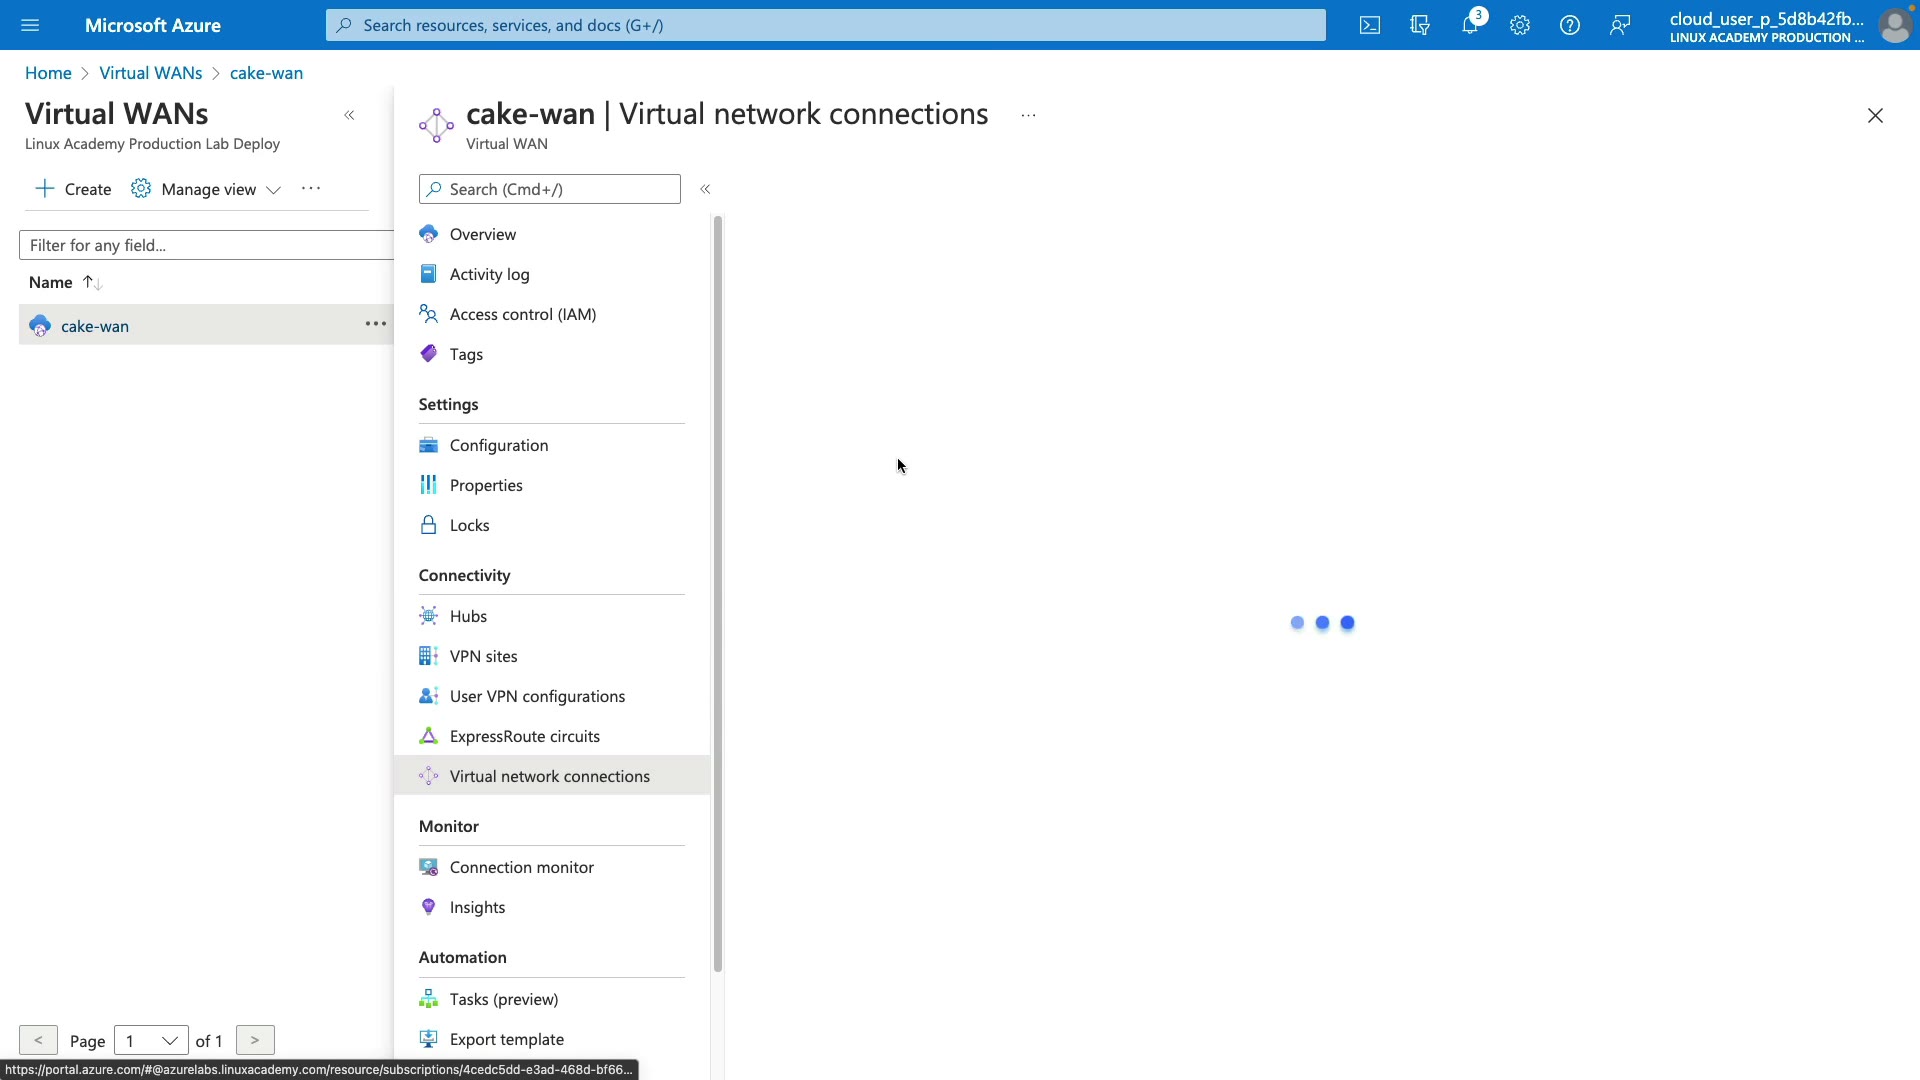 Microsoft Azure
Search resources, services, and docs (G+/)
3
cloud_user_p_5d8b42fb...
LINUX ACADEMY PRODUCTION ...
Home > Virtual WANs > cake-wan
Virtual WANs
«
Linux Academy Production Lab Deploy
+ Create
Manage view
...
Filter for any field...
Name ↑↓
cake-wan
...
< Page 1 of 1 >
https://portal.azure.com/#@azurelabs.linuxacademy.com/resource/subscriptions/4cedc5dd-e3ad-468d-bf66...
cake-wan | Virtual network connections
...
Virtual WAN
Search (Cmd+/)
«
Overview
Activity log
Access control (IAM)
Tags
Settings
Configuration
Properties
Locks
Connectivity
Hubs
VPN sites
User VPN configurations
ExpressRoute circuits
Virtual network connections
Monitor
Connection monitor
Insights
Automation
Tasks (preview)
Export template